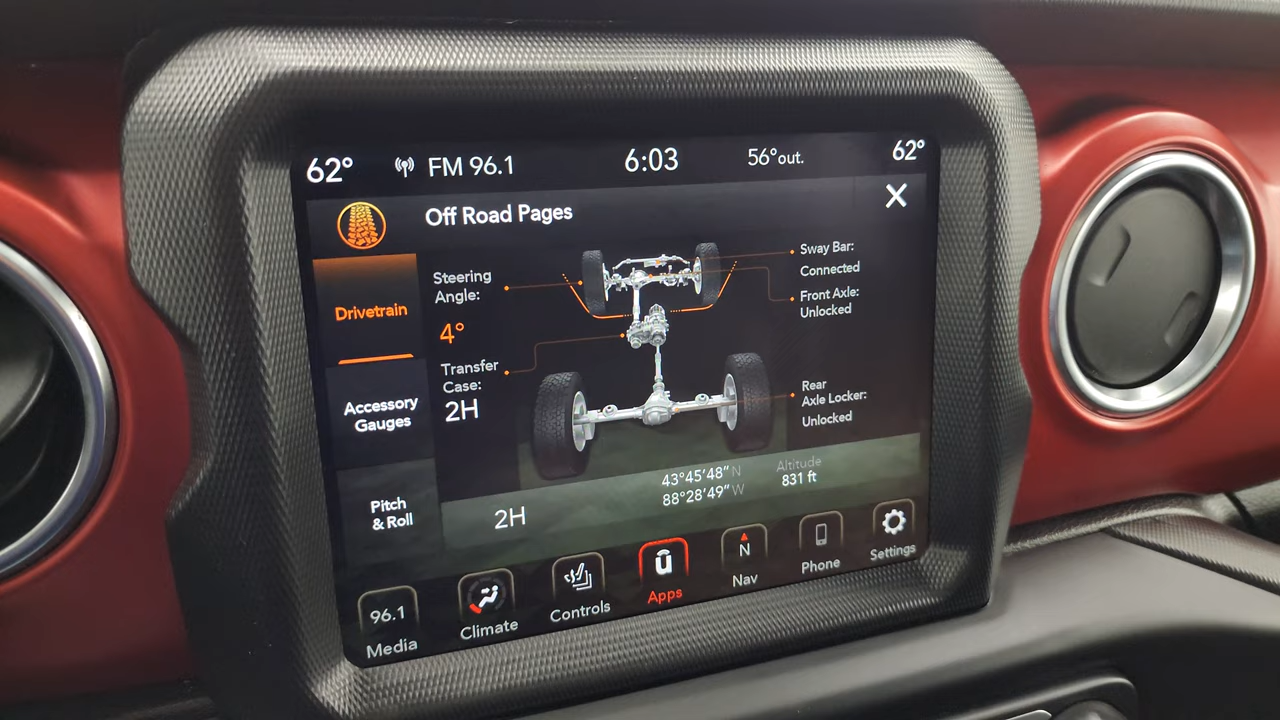 62° FM 96.1 6:03 56°out. 62°
Off Road Pages X
Drivetrain
Accessory
Gauges
Pitch
& Roll
Steering
Angle:
4°
Transfer
Case:
2H
Sway Bar:
Connected
Front Axle:
Unlocked
Rear
Axle Locker:
Unlocked
2H
43°45'48" N
88°28'49" W
Altitude
831 ft
96.1
Media
Climate
Controls
Apps
N
Nav
Phone
Settings